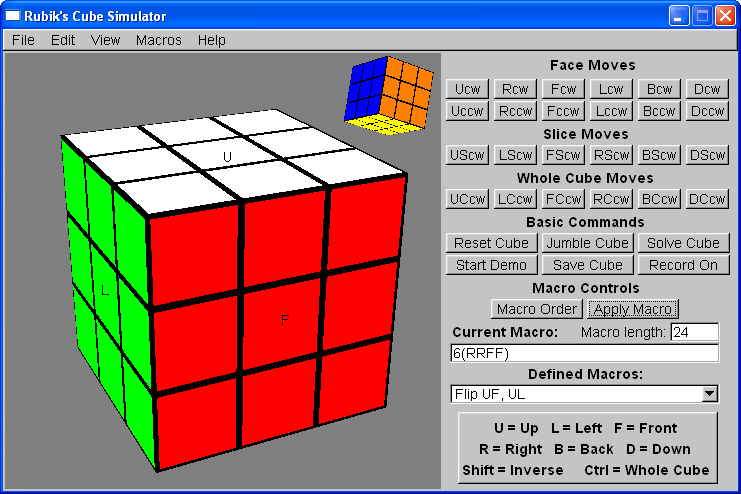 Rubik's Cube Simulator
File Edit View Macros Help
U
L
F
Face Moves
Ucw Rcw Fcw Lcw Bcw Dcw
Uccw Rccw Fccw Lccw Bccw Dccw
Slice Moves
UScw LScw FScw RScw BScw DScw
Whole Cube Moves
UCcw LCcw FCcw RCcw BCcw DCcw
Basic Commands
Reset Cube Jumble Cube Solve Cube
Start Demo Save Cube Record On
Macro Controls
Macro Order Apply Macro
Current Macro: Macro length: 24
6(RRFF)
Defined Macros:
Flip UF, UL
U = Up L = Left F = Front
R = Right B = Back D = Down
Shift = Inverse Ctrl = Whole Cube